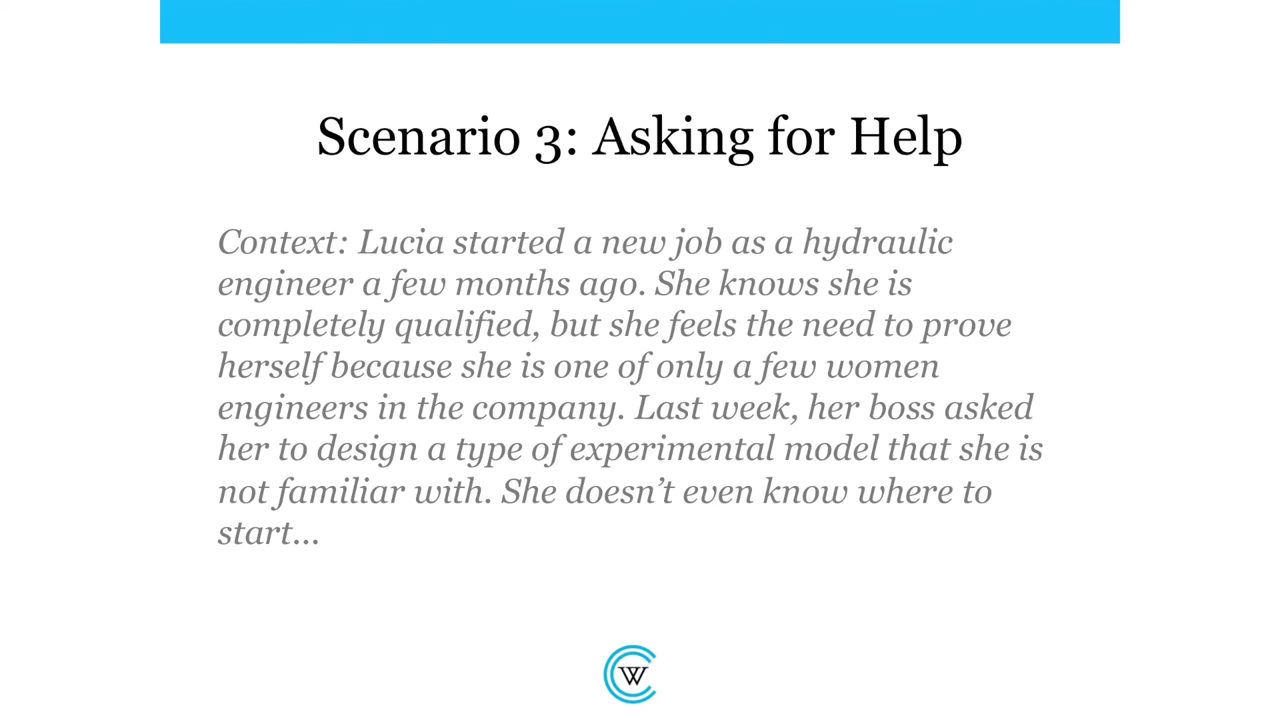 Scenario 3: Asking for Help
Context: Lucia started a new job as a hydraulic
engineer a few months ago. She knows she is
completely qualified, but she feels the need to prove
herself because she is one of only a few women
engineers in the company. Last week, her boss asked
her to design a type of experimental model that she is
not familiar with. She doesn’t even know where to
start…
W